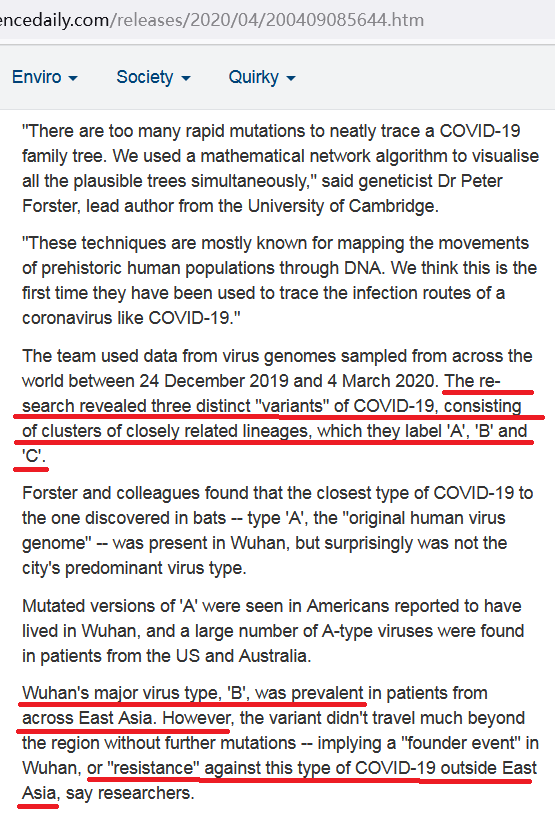 encedaily.com/releases/2020/04/200409085644.htm
Enviro Society Quirky
"There are too many rapid mutations to neatly trace a COVID-19
family tree. We used a mathematical network algorithm to visualise
all the plausible trees simultaneously," said geneticist Dr Peter
Forster, lead author from the University of Cambridge.
"These techniques are mostly known for mapping the movements
of prehistoric human populations through DNA. We think this is the
first time they have been used to trace the infection routes of a
coronavirus like COVID-19."
The team used data from virus genomes sampled from across the
world between 24 December 2019 and 4 March 2020. The re-
search revealed three distinct "variants" of COVID-19, consisting
of clusters of closely related lineages, which they label 'A', 'B' and
'C'.
Forster and colleagues found that the closest type of COVID-19 to
the one discovered in bats -- type 'A', the "original human virus
genome" -- was present in Wuhan, but surprisingly was not the
city's predominant virus type.
Mutated versions of 'A' were seen in Americans reported to have
lived in Wuhan, and a large number of A-type viruses were found
in patients from the US and Australia.
Wuhan's major virus type, 'B', was prevalent in patients from
across East Asia. However, the variant didn't travel much beyond
the region without further mutations -- implying a "founder event" in
Wuhan, or "resistance" against this type of COVID-19 outside East
Asia, say researchers.